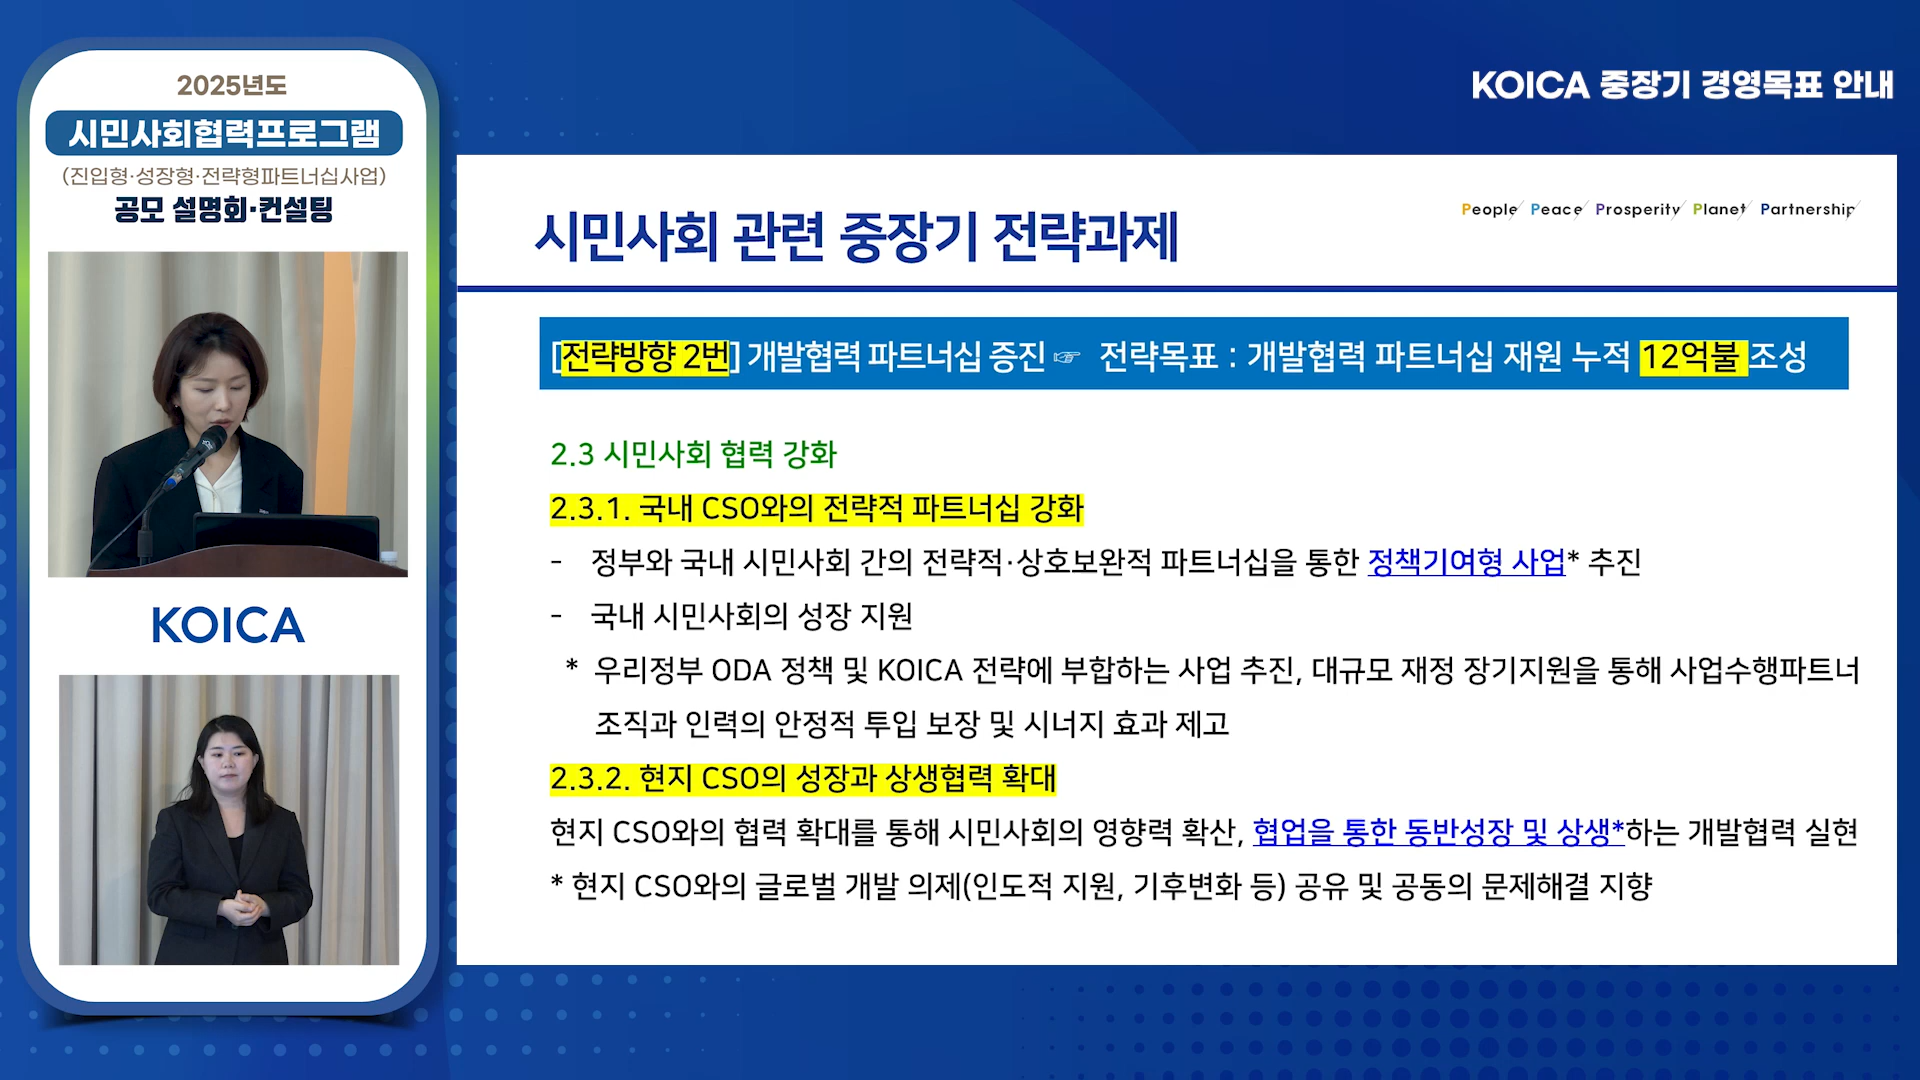 2025년도
시민사회협력프로그램
(진입형·성장형·전략형파트너십사업)
공모 설명회·컨설팅
KOICA
KOICA 중장기 경영목표 안내
시민사회 관련 중장기 전략과제
People Peace Prosperity Planet Partnership
[전략방향 2번] 개발협력 파트너십 증진☞ 전략목표 : 개발협력 파트너십 재원 누적 12억불 조성
2.3 시민사회 협력 강화
2.3.1. 국내 CSO와의 전략적 파트너십 강화
- 정부와 국내 시민사회 간의 전략적·상호보완적 파트너십을 통한 정책기여형 사업* 추진
- 국내 시민사회의 성장 지원
* 우리정부 ODA 정책 및 KOICA 전략에 부합하는 사업 추진, 대규모 재정 장기지원을 통해 사업수행파트너
조직과 인력의 안정적 투입 보장 및 시너지 효과 제고
2.3.2. 현지 CSO의 성장과 상생협력 확대
현지 CSO와의 협력 확대를 통해 시민사회의 영향력 확산, 협업을 통한 동반성장 및 상생*하는 개발협력 실현
* 현지 CSO와의 글로벌 개발 의제(인도적 지원, 기후변화 등) 공유 및 공동의 문제해결 지향